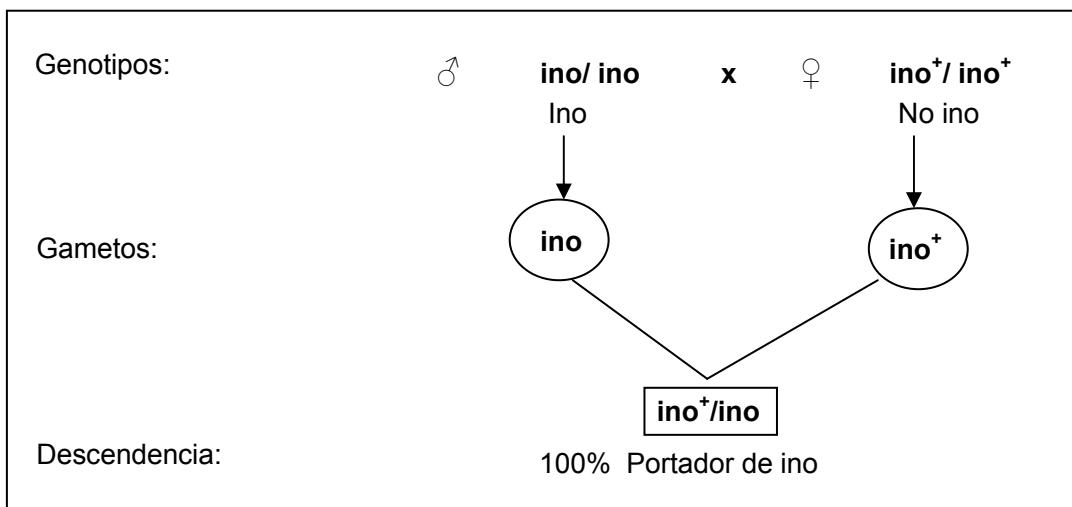 Genotipos: ♂ ino/ ino x ♀ ino⁺/ ino⁺
Ino No ino
Gametos: ino ino⁺
ino⁺/ino
Descendencia: 100% Portador de ino